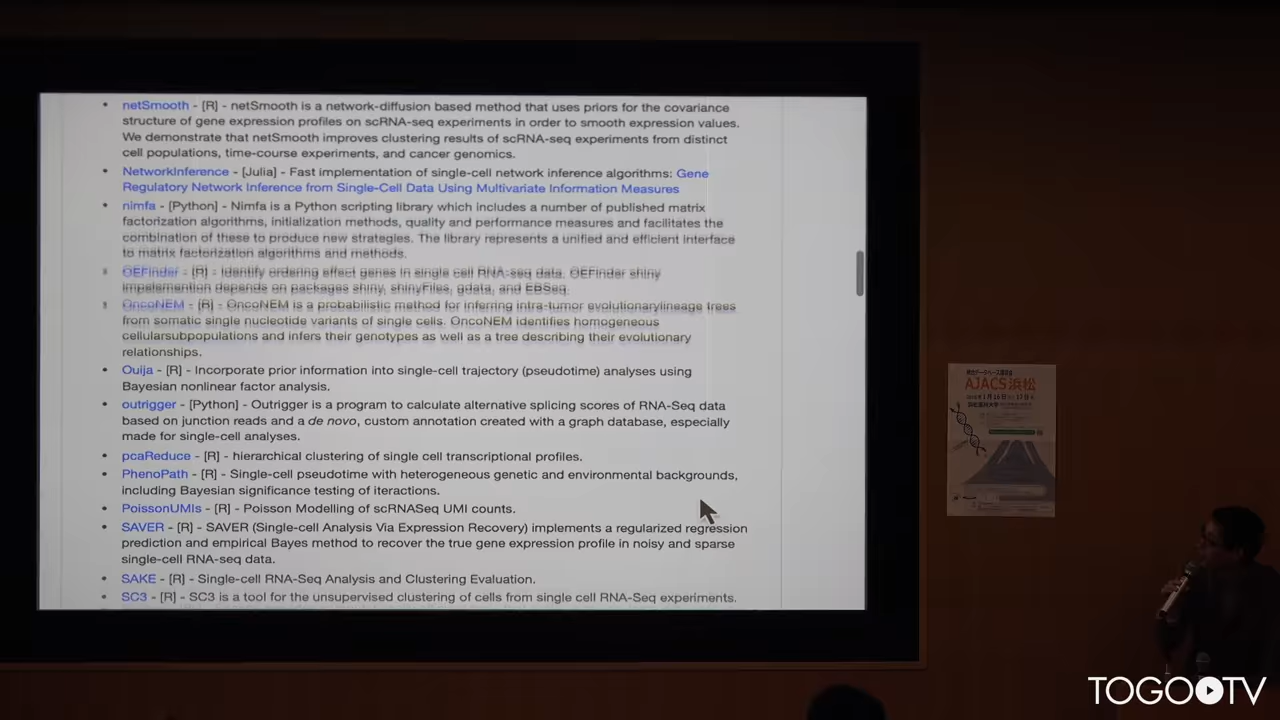 • netSmooth - [R] - netSmooth is a network-diffusion based method that uses priors for the covariance
structure of gene expression profiles on scRNA-seq experiments in order to smooth expression values.
We demonstrate that netSmooth improves clustering results of scRNA-seq experiments from distinct
cell populations, time-course experiments, and cancer genomics.
• NetworkInference - [Julia] - Fast implementation of single-cell network inference algorithms: Gene
Regulatory Network Inference from Single-Cell Data Using Multivariate Information Measures
• nimfa - [Python] - Nimfa is a Python scripting library which includes a number of published matrix
factorization algorithms, initialization methods, quality and performance measures and facilitates the
combination of these to produce new strategies. The library represents a unified and efficient interface
to matrix factorization algorithms and methods.
• OEFinder - [R] - Identify ordering effect genes in single cell RNA-seq data. OEFinder shiny
impelemention depends on packages shiny, shinyFiles, gdata, and EBSeq.
• OncoNEM - [R] - OncoNEM is a probabilistic method for inferring intra-tumor evolutionarylineage trees
from somatic single nucleotide variants of single cells. OncoNEM identifies homogeneous
cellularsubpopulations and infers their genotypes as well as a tree describing their evolutionary
relationships.
• Ouija - [R] - Incorporate prior information into single-cell trajectory (pseudotime) analyses using
Bayesian nonlinear factor analysis.
• outrigger - [Python] - Outrigger is a program to calculate alternative splicing scores of RNA-Seq data
based on junction reads and a de novo, custom annotation created with a graph database, especially
made for single-cell analyses.
• pcaReduce - [R] - hierarchical clustering of single cell transcriptional profiles.
• PhenoPath - [R] - Single-cell pseudotime with heterogeneous genetic and environmental backgrounds,
including Bayesian significance testing of iteractions.
• PoissonUMIs - [R] - Poisson Modelling of scRNASeq UMI counts.
• SAVER - [R] - SAVER (Single-cell Analysis Via Expression Recovery) implements a regularized regression
prediction and empirical Bayes method to recover the true gene expression profile in noisy and sparse
single-cell RNA-seq data.
• SAKE - [R] - Single-cell RNA-Seq Analysis and Clustering Evaluation.
• SC3 - [R] - SC3 is a tool for the unsupervised clustering of cells from single cell RNA-Seq experiments.
AJACS浜松
TOGOTV